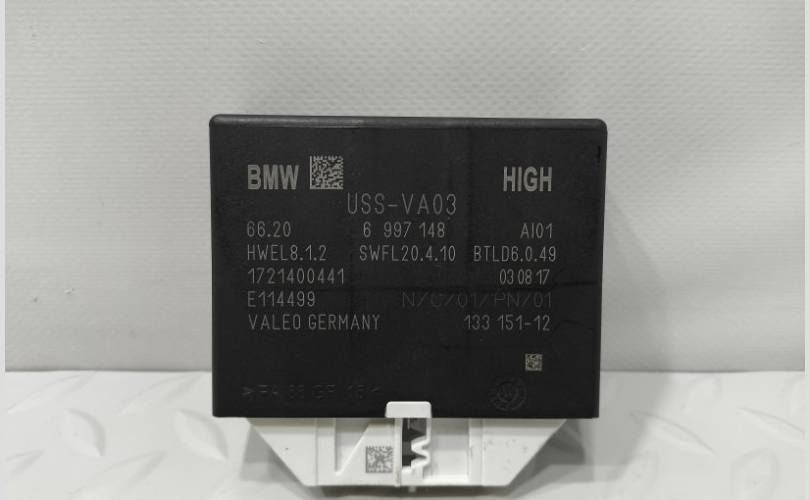 BMW HIGH
USS-VA03
66.20 6 997 148 AI01
HWEL8.1.2 SWFL20.4.10 BTLD6.0.49
1721400441 03 08 17
E114499 N/C/01/PN/01
VALEO GERMANY 133 151-12